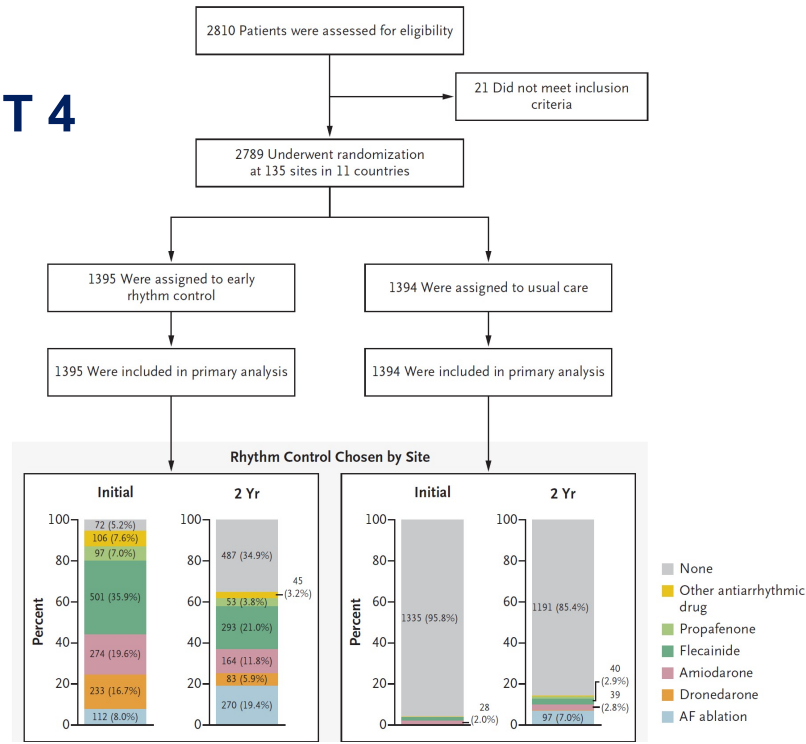 2810 Patients were assessed for eligibility
T 4
21 Did not meet inclusion
criteria
2789 Underwent randomization
at 135 sites in 11 countries
1395 Were assigned to early
rhythm control
1394 Were assigned to usual care
1395 Were included in primary analysis
1394 Were included in primary analysis
Rhythm Control Chosen by Site
Initial
2 Yr
Percent
100
80
60
40
20
0
72 (5.2%)
106 (7.6%)
97 (7.0%)
501 (35.9%)
274 (19.6%)
233 (16.7%)
112 (8.0%)
100
80
60
40
20
0
487 (34.9%)
45
(3.2%)
53 (3.8%)
293 (21.0%)
164 (11.8%)
83 (5.9%)
270 (19.4%)
Initial
2 Yr
Percent
100
80
60
40
20
0
1335 (95.8%)
28
(2.0%)
100
80
60
40
20
0
1191 (85.4%)
40
(2.9%)
39
(2.8%)
97 (7.0%)
None
Other antiarrhythmic
drug
Propafenone
Flecainide
Amiodarone
Dronedarone
AF ablation